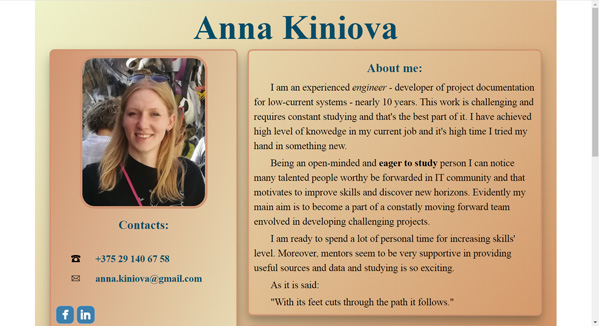 Anna Kiniova
Contacts:
+375 29 140 67 58
anna.kiniova@gmail.com
About me:
I am an experienced engineer - developer of project documentation
for low-current systems - nearly 10 years. This work is challenging and
requires constant studying and that's the best part of it. I have achieved
high level of knowedge in my current job and it's high time I tried my
hand in something new.
Being an open-minded and eager to study person I can notice
many talented people worthy be forwarded in IT community and that
motivates to improve skills and discover new horizons. Evidently my
main aim is to become a part of a constatly moving forward team
envolved in developing challenging projects.
I am ready to spend a lot of personal time for increasing skills'
level. Moreover, mentors seem to be very supportive in providing
useful sources and data and studying is so exciting.
As it is said:
"With its feet cuts through the path it follows."